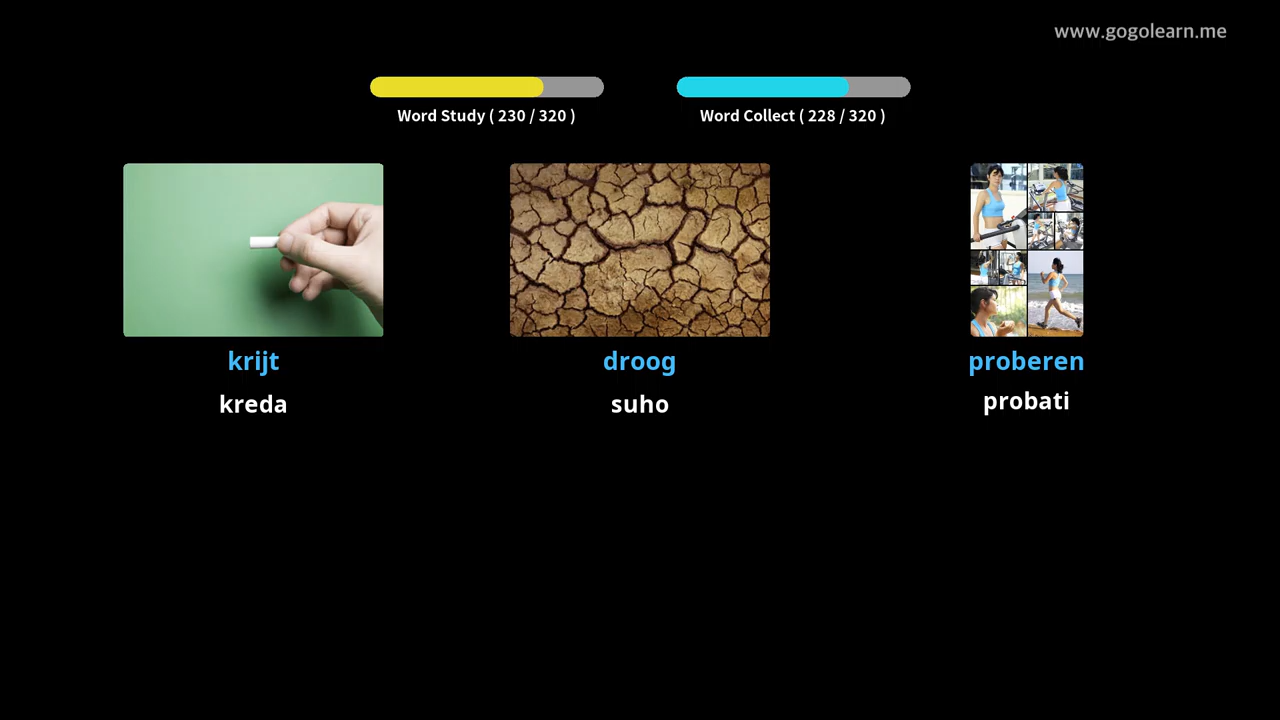 www.gogolearn.me
Word Study ( 230 / 320 )
Word Collect ( 228 / 320 )
krijt
droog
proberen
kreda
suho
probati